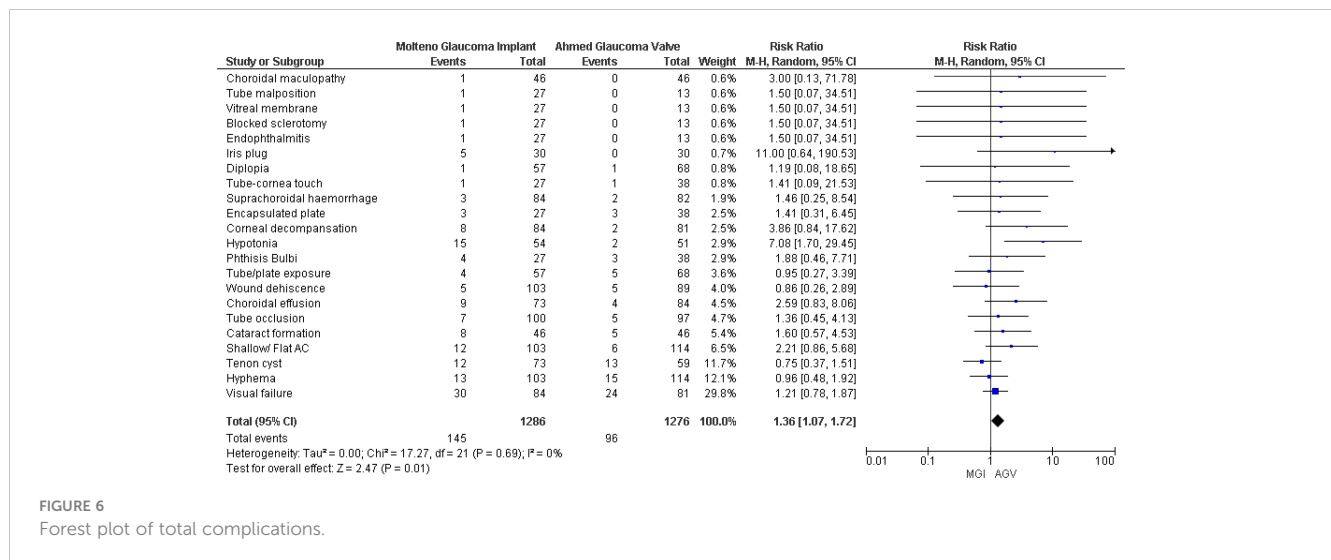 Molteno Glaucoma Implant Ahmed Glaucoma Valve Risk Ratio Risk Ratio
Study or Subgroup Events Total Events Total Weight M-H, Random, 95% CI M-H, Random, 95% CI
Choroidal maculopathy 1 46 0 46 0.6% 3.00 [0.13, 71.78]
Tube malposition 1 27 0 13 0.6% 1.50 [0.07, 34.51]
Vitreal membrane 1 27 0 13 0.6% 1.50 [0.07, 34.51]
Blocked sclerotomy 1 27 0 13 0.6% 1.50 [0.07, 34.51]
Endophthalmitis 1 27 0 13 0.6% 1.50 [0.07, 34.51]
Iris plug 5 30 0 30 0.7% 11.00 [0.64, 190.53]
Diplopia 1 57 1 68 0.8% 1.19 [0.08, 18.65]
Tube-cornea touch 1 27 1 38 0.8% 1.41 [0.09, 21.53]
Suprachoroidal haemorrhage 3 84 2 82 1.9% 1.46 [0.25, 8.54]
Encapsulated plate 3 27 3 38 2.5% 1.41 [0.31, 6.45]
Corneal decompansation 8 84 2 81 2.5% 3.86 [0.84, 17.62]
Hypotonia 15 54 2 51 2.9% 7.08 [1.70, 29.45]
Phthisis Bulbi 4 27 3 38 2.9% 1.88 [0.46, 7.71]
Tube/plate exposure 4 57 5 68 3.6% 0.95 [0.27, 3.39]
Wound dehiscence 5 103 5 89 4.0% 0.86 [0.26, 2.89]
Choroidal effusion 9 73 4 84 4.5% 2.59 [0.83, 8.06]
Tube occlusion 7 100 5 97 4.7% 1.36 [0.45, 4.13]
Cataract formation 8 46 5 46 5.4% 1.60 [0.57, 4.53]
Shallow/ Flat AC 12 103 6 114 6.5% 2.21 [0.86, 5.68]
Tenon cyst 12 73 13 59 11.7% 0.75 [0.37, 1.51]
Hyphema 13 103 15 114 12.1% 0.96 [0.48, 1.92]
Visual failure 30 84 24 81 29.8% 1.21 [0.78, 1.87]
Total (95% CI) 1286 1276 100.0% 1.36 [1.07, 1.72]
Total events 145 96
Heterogeneity: Tau² = 0.00; Chi² = 17.27, df = 21 (P = 0.69); I² = 0%
Test for overall effect: Z = 2.47 (P = 0.01)
0.01 0.1 1 10 100
MGI AGV
FIGURE 6
Forest plot of total complications.